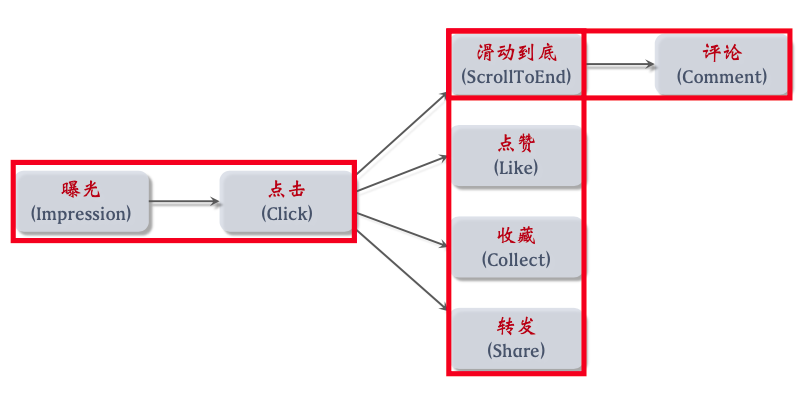 滑动到底
(ScrollToEnd)
评论
(Comment)
点赞
(Like)
曝光
(Impression)
点击
(Click)
收藏
(Collect)
转发
(Share)